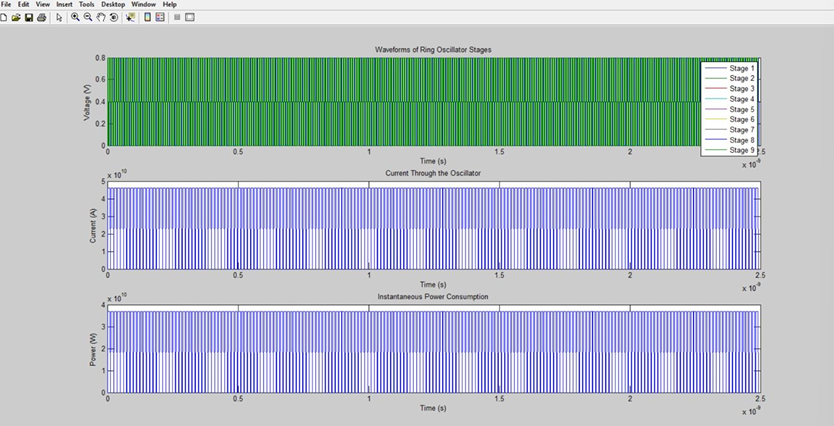 File Edit View Insert Tools Desktop Window Help
Waveforms of Ring Oscillator Stages
Voltage (V)
0.8
0.6
0.4
0.2
0
0 0.5 1 1.5 2 2.5
Time (s)
x 10⁻⁹
Stage 1
Stage 2
Stage 3
Stage 4
Stage 5
Stage 6
Stage 7
Stage 8
Stage 9
Current Through the Oscillator
x 10¹⁰
Current (A)
5
4
3
2
1
0
0 0.5 1 1.5 2 2.5
Time (s)
x 10⁻⁹
Instantaneous Power Consumption
x 10¹⁰
Power (W)
4
3
2
1
0
0 0.5 1 1.5 2 2.5
Time (s)
x 10⁻⁹